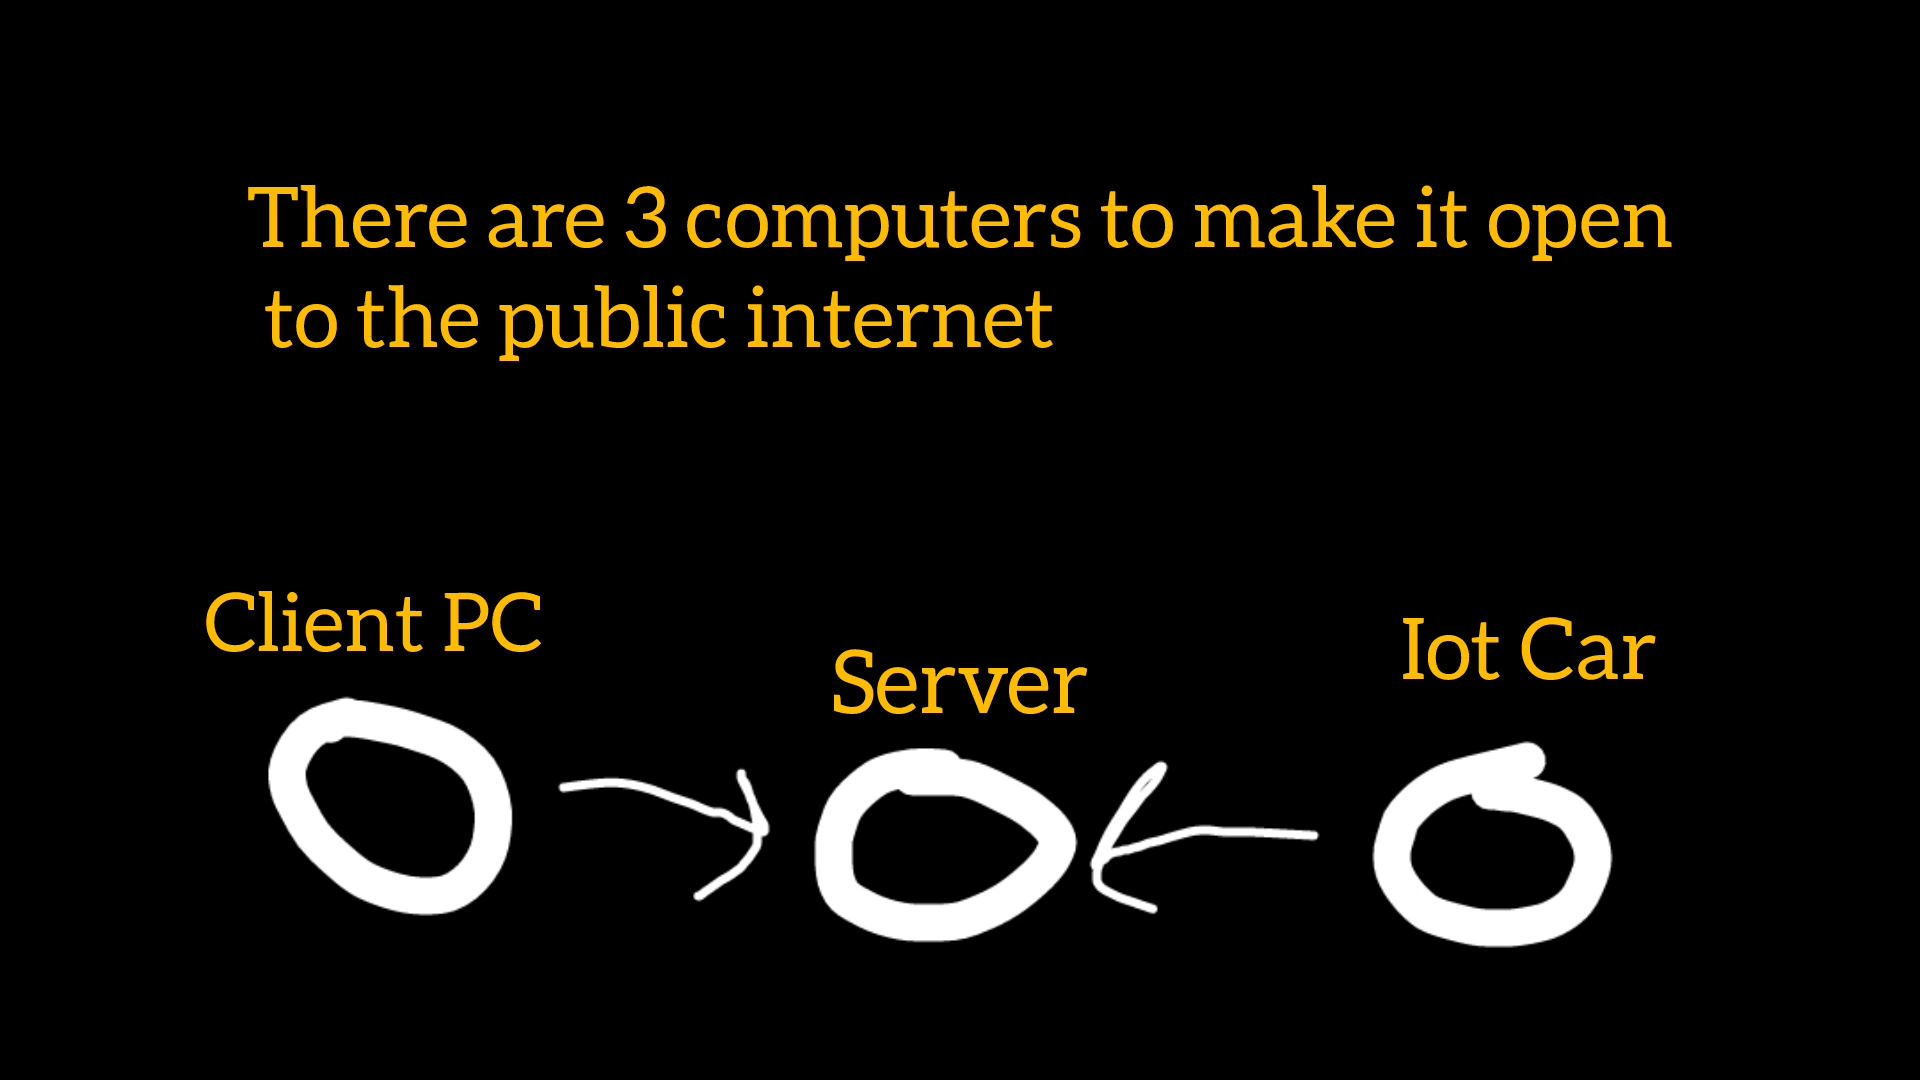 There are 3 computers to make it open
to the public internet
Client PC
Server
Iot Car